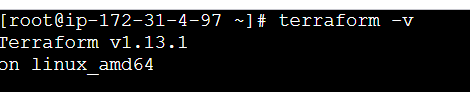 [root@ip-172-31-4-97 ~]# terraform -v
Terraform v1.13.1
on linux_amd64